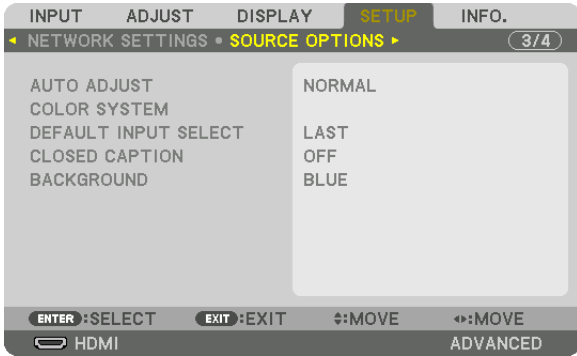 INPUT ADJUST DISPLAY SETUP INFO.
NETWORK SETTINGS • SOURCE OPTIONS 3/4
AUTO ADJUST NORMAL
COLOR SYSTEM
DEFAULT INPUT SELECT LAST
CLOSED CAPTION OFF
BACKGROUND BLUE
ENTER :SELECT EXIT :EXIT :MOVE :MOVE
HDMI ADVANCED